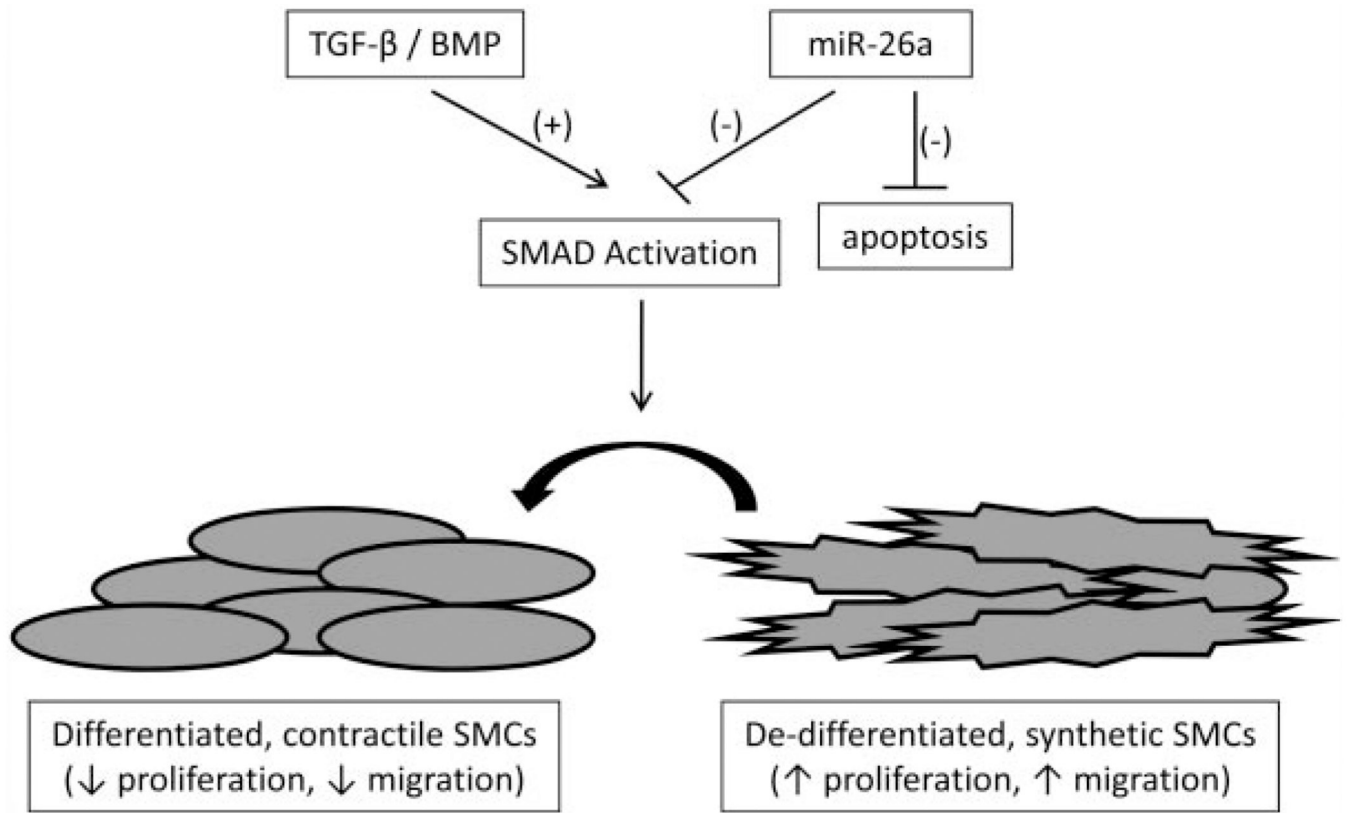 TGF-β / BMP
miR-26a
(+)
(-)
(-)
SMAD Activation
apoptosis
Differentiated, contractile SMCs
(↓ proliferation, ↓ migration)
De-differentiated, synthetic SMCs
(↑ proliferation, ↑ migration)